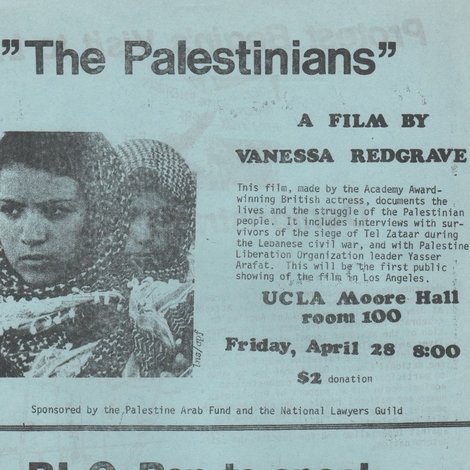 "The Palestinians"
A FILM BY
VANESSA REDGRAVE
This film, made by the Academy Award-
winning British actress, documents the
lives and the struggle of the Palestinian
people. It includes interviews with sur-
vivors of the siege of Tel Zataar during
the Lebanese civil war, and with Palestine
Liberation Organization leader Yasser
Arafat. This will be the first public
showing of the film in Los Angeles.
UCLA Moore Hall
room 100
Friday, April 28 8:00
$2 donation
Sponsored by the Palestine Arab Fund and the National Lawyers Guild